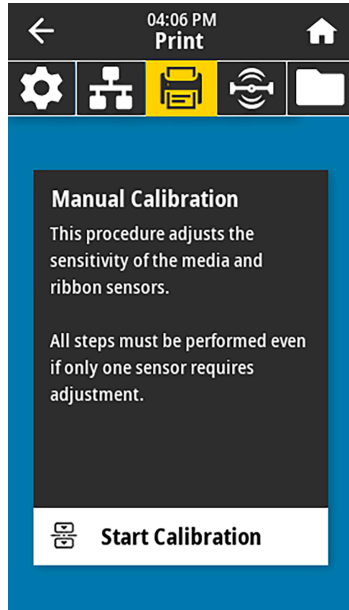 04:06 PM
Print
Manual Calibration
This procedure adjusts the
sensitivity of the media and
ribbon sensors.
All steps must be performed even
if only one sensor requires
adjustment.
Start Calibration